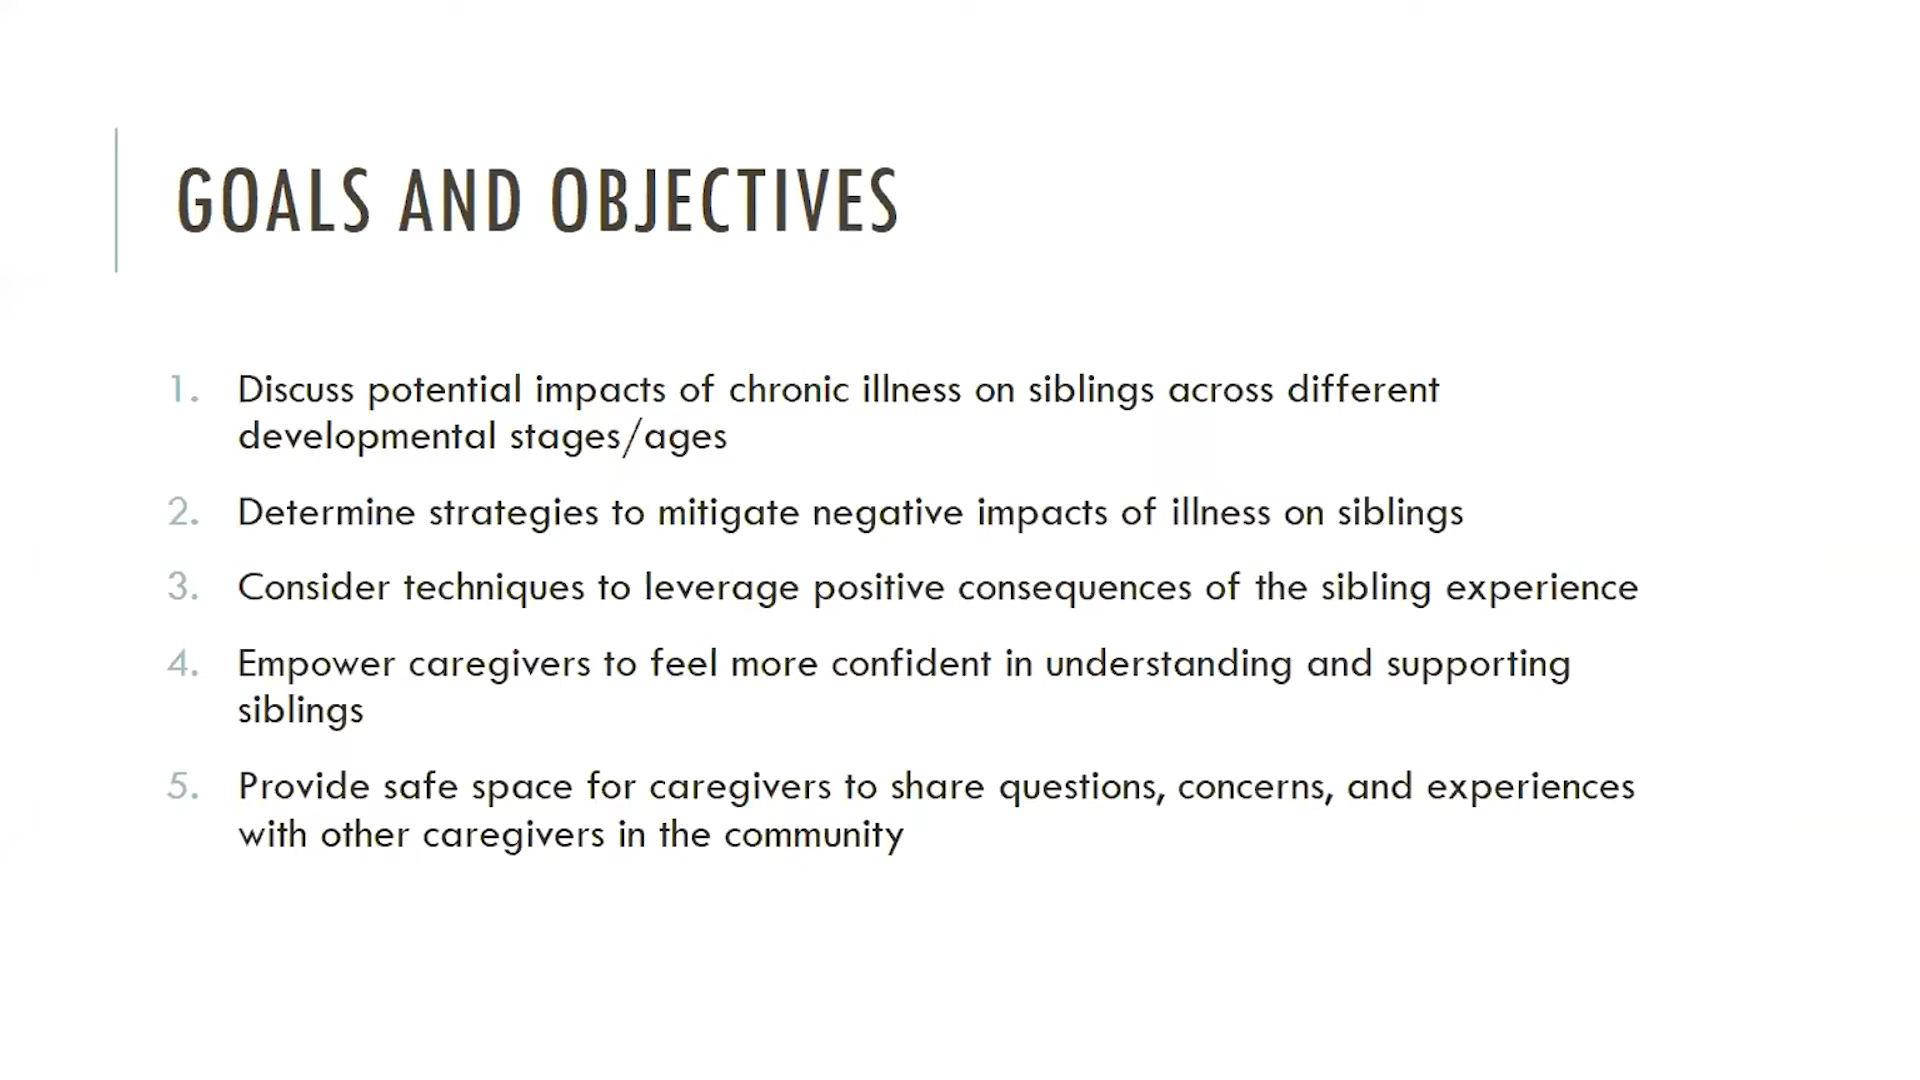 GOALS AND OBJECTIVES
1. Discuss potential impacts of chronic illness on siblings across different
developmental stages/ages
2. Determine strategies to mitigate negative impacts of illness on siblings
3. Consider techniques to leverage positive consequences of the sibling experience
4. Empower caregivers to feel more confident in understanding and supporting
siblings
5. Provide safe space for caregivers to share questions, concerns, and experiences
with other caregivers in the community